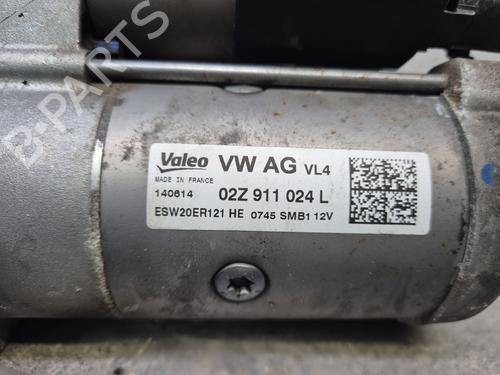 B-PARTS
Valeo VW AG VL4
MADE IN FRANCE
140614 02Z 911 024 L
ESW20ER121 HE 0745 SMB1 12V